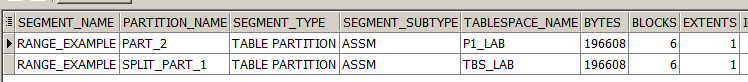 SEGMENT_NAME PARTITION_NAME SEGMENT_TYPE SEGMENT_SUBTYPE TABLESPACE_NAME BYTES BLOCKS EXTENTS
RANGE_EXAMPLE PART_2 TABLE PARTITION ASSM P1_LAB 196608 6 1
RANGE_EXAMPLE SPLIT_PART_1 TABLE PARTITION ASSM TBS_LAB 196608 6 1